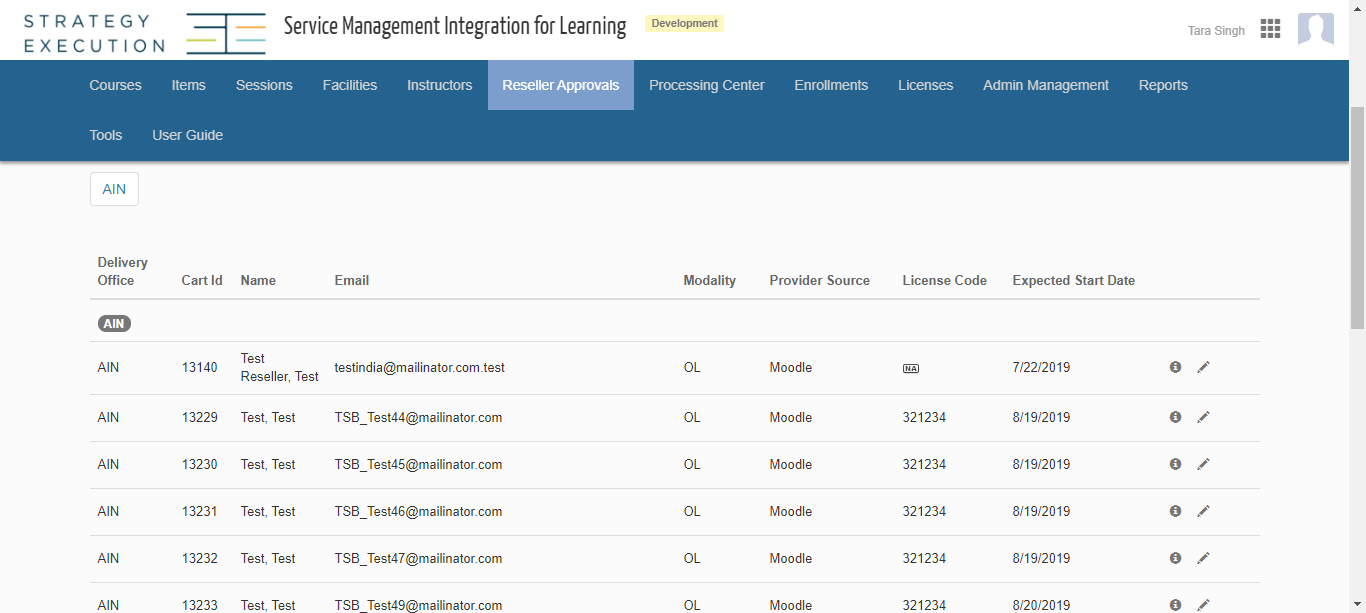 STRATEGY
EXECUTION
Service Management Integration for Learning
Development
Tara Singh
Courses Items Sessions Facilities Instructors Reseller Approvals Processing Center Enrollments Licenses Admin Management Reports
Tools User Guide
AIN
Delivery Office Cart Id Name Email Modality Provider Source License Code Expected Start Date
AIN
AIN 13140 Test Reseller, Test testindia@mailinator.com.test OL Moodle NA 7/22/2019
AIN 13229 Test, Test TSB_Test44@mailinator.com OL Moodle 321234 8/19/2019
AIN 13230 Test, Test TSB_Test45@mailinator.com OL Moodle 321234 8/19/2019
AIN 13231 Test, Test TSB_Test46@mailinator.com OL Moodle 321234 8/19/2019
AIN 13232 Test, Test TSB_Test47@mailinator.com OL Moodle 321234 8/19/2019
AIN 13233 Test, Test TSB_Test49@mailinator.com OL Moodle 321234 8/20/2019